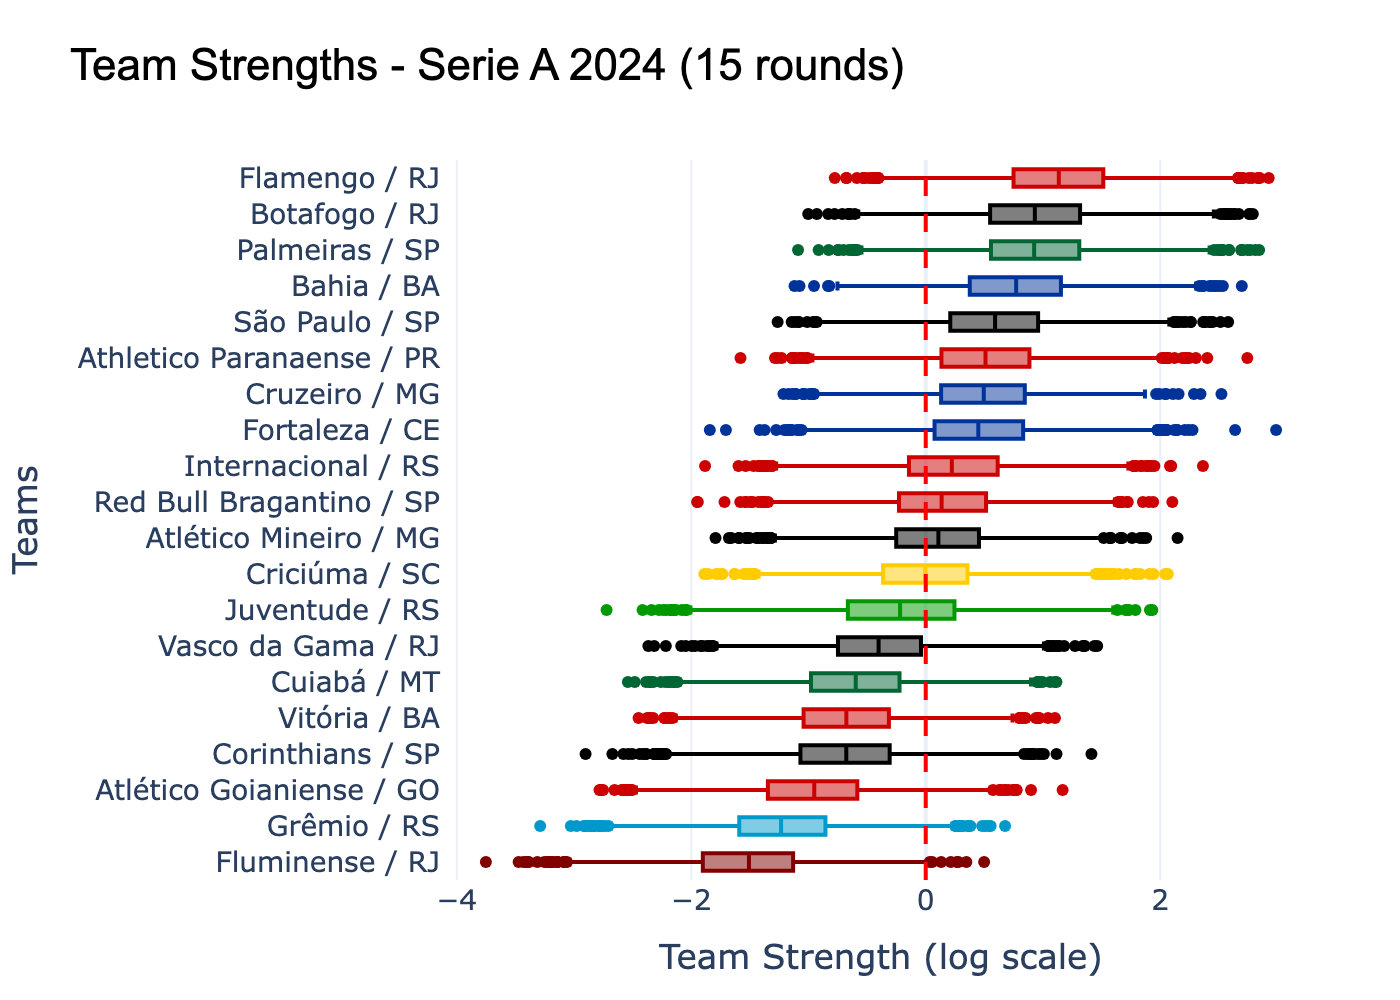 Team Strengths - Serie A 2024 (15 rounds)
Teams
Flamengo / RJ
Botafogo / RJ
Palmeiras / SP
Bahia / BA
São Paulo / SP
Athletico Paranaense / PR
Cruzeiro / MG
Fortaleza / CE
Internacional / RS
Red Bull Bragantino / SP
Atlético Mineiro / MG
Criciúma / SC
Juventude / RS
Vasco da Gama / RJ
Cuiabá / MT
Vitória / BA
Corinthians / SP
Atlético Goianiense / GO
Grêmio / RS
Fluminense / RJ
−4 −2 0 2
Team Strength (log scale)